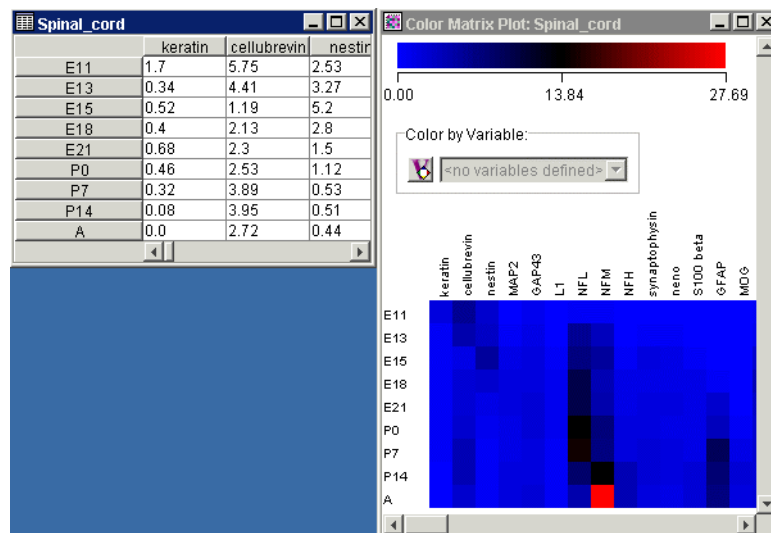 Spinal_cord
keratin cellubrevin nestin
E11 1.7 5.75 2.53
E13 0.34 4.41 3.27
E15 0.52 1.19 5.2
E18 0.4 2.13 2.8
E21 0.68 2.3 1.5
P0 0.46 2.53 1.12
P7 0.32 3.89 0.53
P14 0.08 3.95 0.51
A 0.0 2.72 0.44
Color Matrix Plot: Spinal_cord
0.00 13.84 27.69
Color by Variable:
<no variables defined>
keratin cellubrevin nestin MAP2 GAP43 L1 NFL NFM NFH synaptophysin neno S100 beta GFAP MOG
E11
E13
E15
E18
E21
P0
P7
P14
A